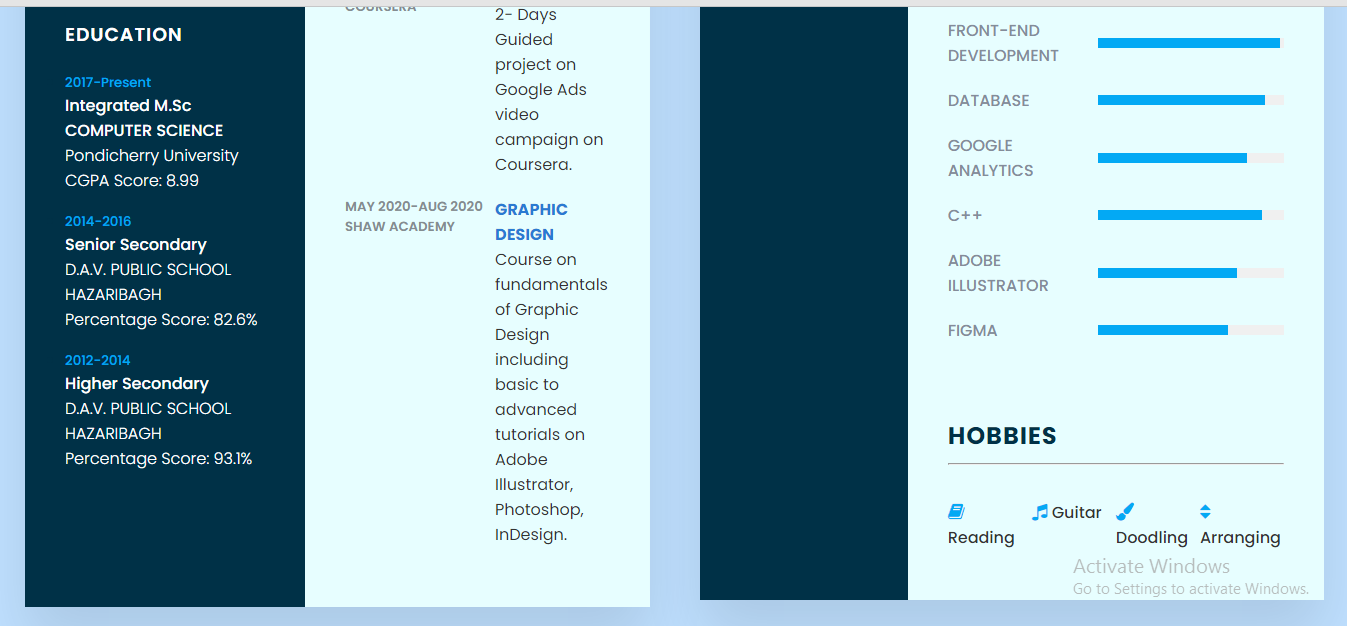 EDUCATION
2017-Present
Integrated M.Sc
COMPUTER SCIENCE
Pondicherry University
CGPA Score: 8.99
2014-2016
Senior Secondary
D.A.V. PUBLIC SCHOOL
HAZARIBAGH
Percentage Score: 82.6%
2012-2014
Higher Secondary
D.A.V. PUBLIC SCHOOL
HAZARIBAGH
Percentage Score: 93.1%
COURSERA
2- Days
Guided
project on
Google Ads
video
campaign on
Coursera.
MAY 2020-AUG 2020
SHAW ACADEMY
GRAPHIC
DESIGN
Course on
fundamentals
of Graphic
Design
including
basic to
advanced
tutorials on
Adobe
Illustrator,
Photoshop,
InDesign.
FRONT-END
DEVELOPMENT
DATABASE
GOOGLE
ANALYTICS
C++
ADOBE
ILLUSTRATOR
FIGMA
HOBBIES
Reading
Guitar
Doodling
Arranging
Activate Windows
Go to Settings to activate Windows.